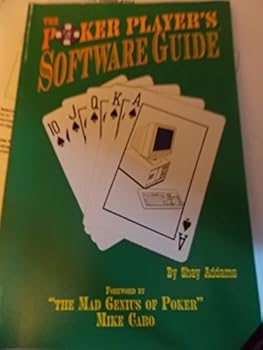 THE
POKER PLAYER'S
SOFTWARE GUIDE
10 J Q K A
By Shay Addams
FOREWORD BY
"THE MAD GENIUS OF POKER"
MIKE CARO